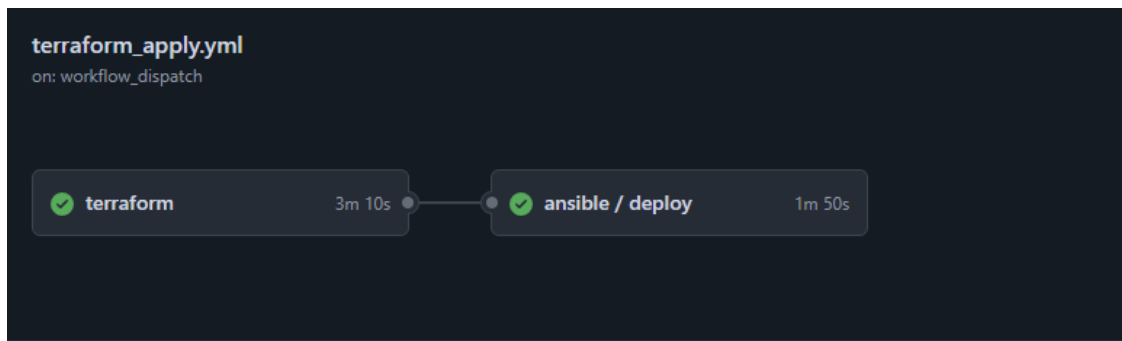 terraform_apply.yml
on: workflow_dispatch
terraform 3m 10s
ansible / deploy 1m 50s